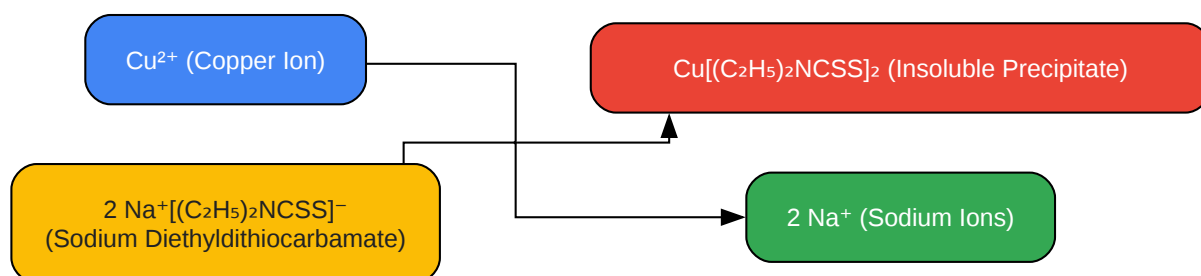 Cu²⁺ (Copper Ion)
Cu[(C₂H₅)₂NCSS]₂ (Insoluble Precipitate)
2 Na⁺[(C₂H₅)₂NCSS]⁻
(Sodium Diethyldithiocarbamate)
2 Na⁺ (Sodium Ions)